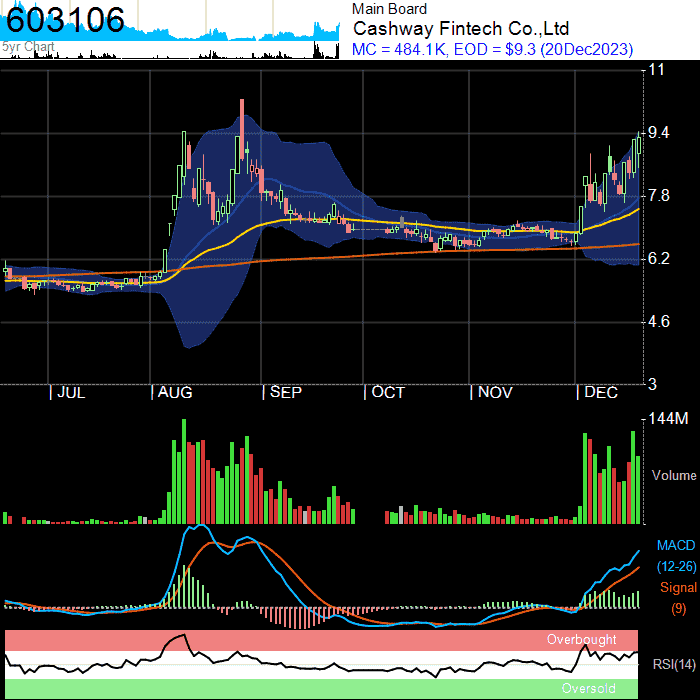 603106
5yr Chart
Main Board
Cashway Fintech Co.,Ltd
MC = 484.1K, EOD = $9.3 (20Dec2023)
11
9.4
7.8
6.2
4.6
3
| JUL | AUG | SEP | OCT | NOV | DEC
144M
Volume
MACD
(12-26)
Signal
(9)
Overbought
RSI(14)
Oversold